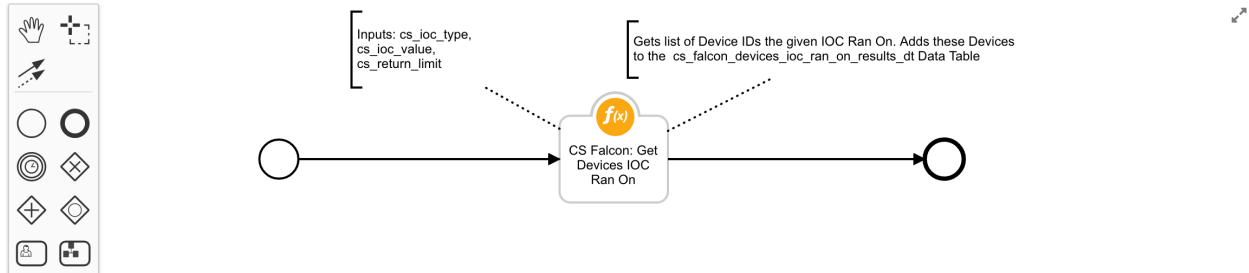 Inputs: cs_ioc_type,
cs_ioc_value,
cs_return_limit
Gets list of Device IDs the given IOC Ran On. Adds these Devices
to the  cs_falcon_devices_ioc_ran_on_results_dt Data Table
f(x)
CS Falcon: Get
Devices IOC
Ran On